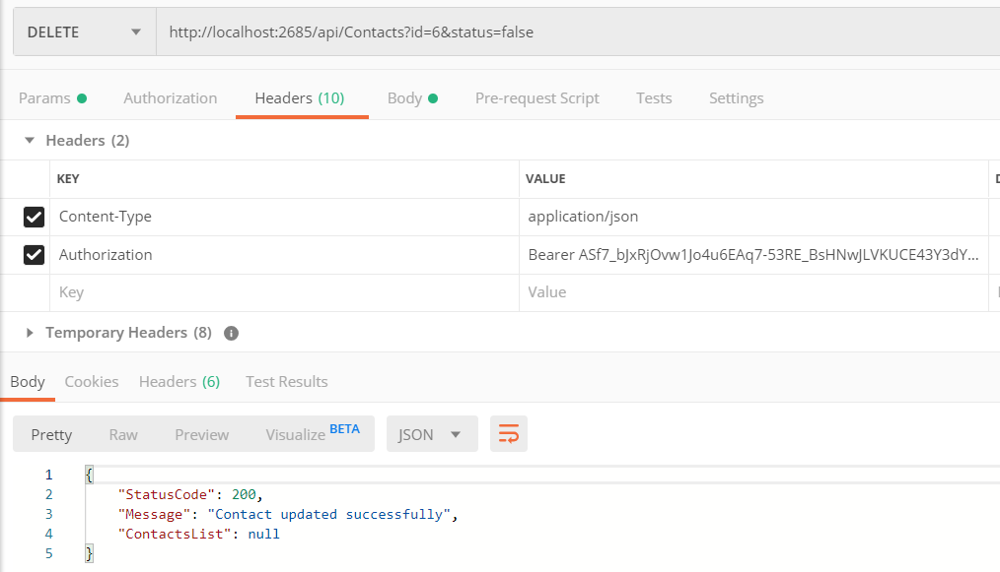 DELETE http://localhost:2685/api/Contacts?id=6&status=false
Params Authorization Headers (10) Body Pre-request Script Tests Settings
Headers (2)
KEY VALUE
Content-Type application/json
Authorization Bearer ASf7_bJxRjOvw1Jo4u6EAq7-53RE_BsHNwJLVKUCE43Y3dY...
Key Value
Temporary Headers (8)
Body Cookies Headers (6) Test Results
Pretty Raw Preview Visualize BETA JSON
1 {
2 "StatusCode": 200,
3 "Message": "Contact updated successfully",
4 "ContactsList": null
5 }